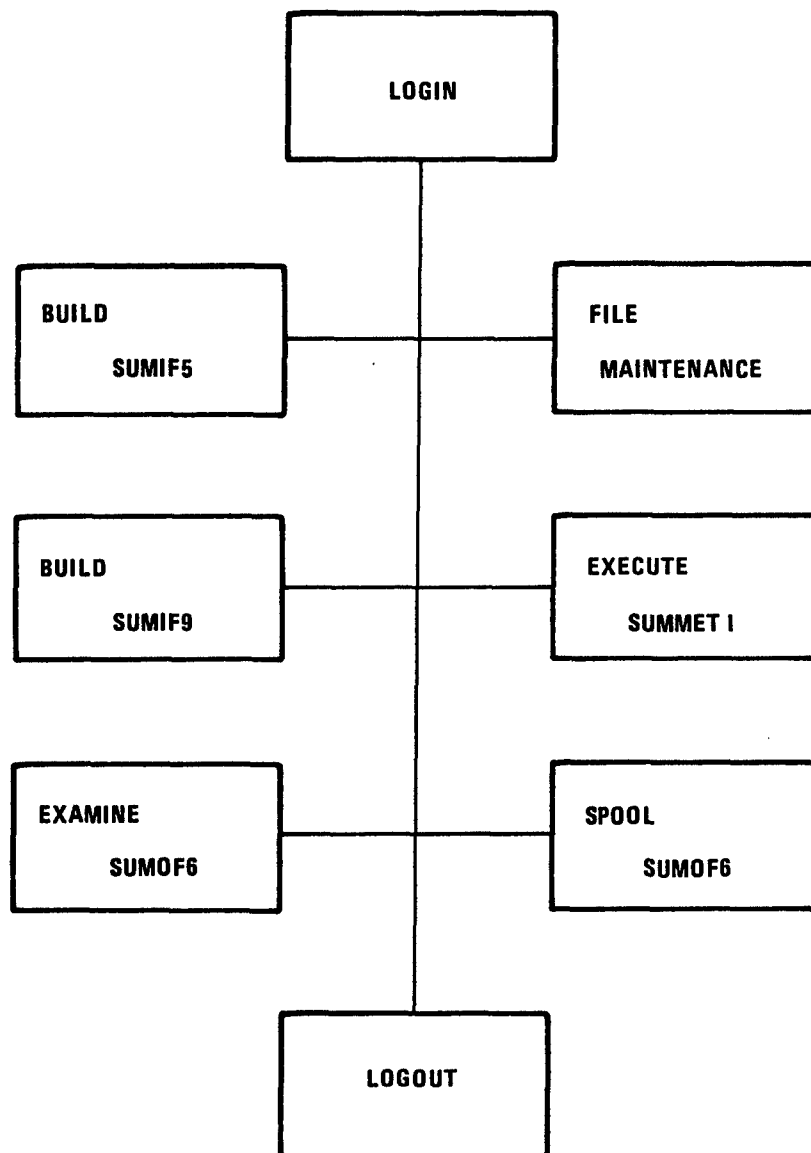 LOGIN
BUILD
SUMIF5
FILE
MAINTENANCE
BUILD
SUMIF9
EXECUTE
SUMMET I
EXAMINE
SUMOF6
SPOOL
SUMOF6
LOGOUT